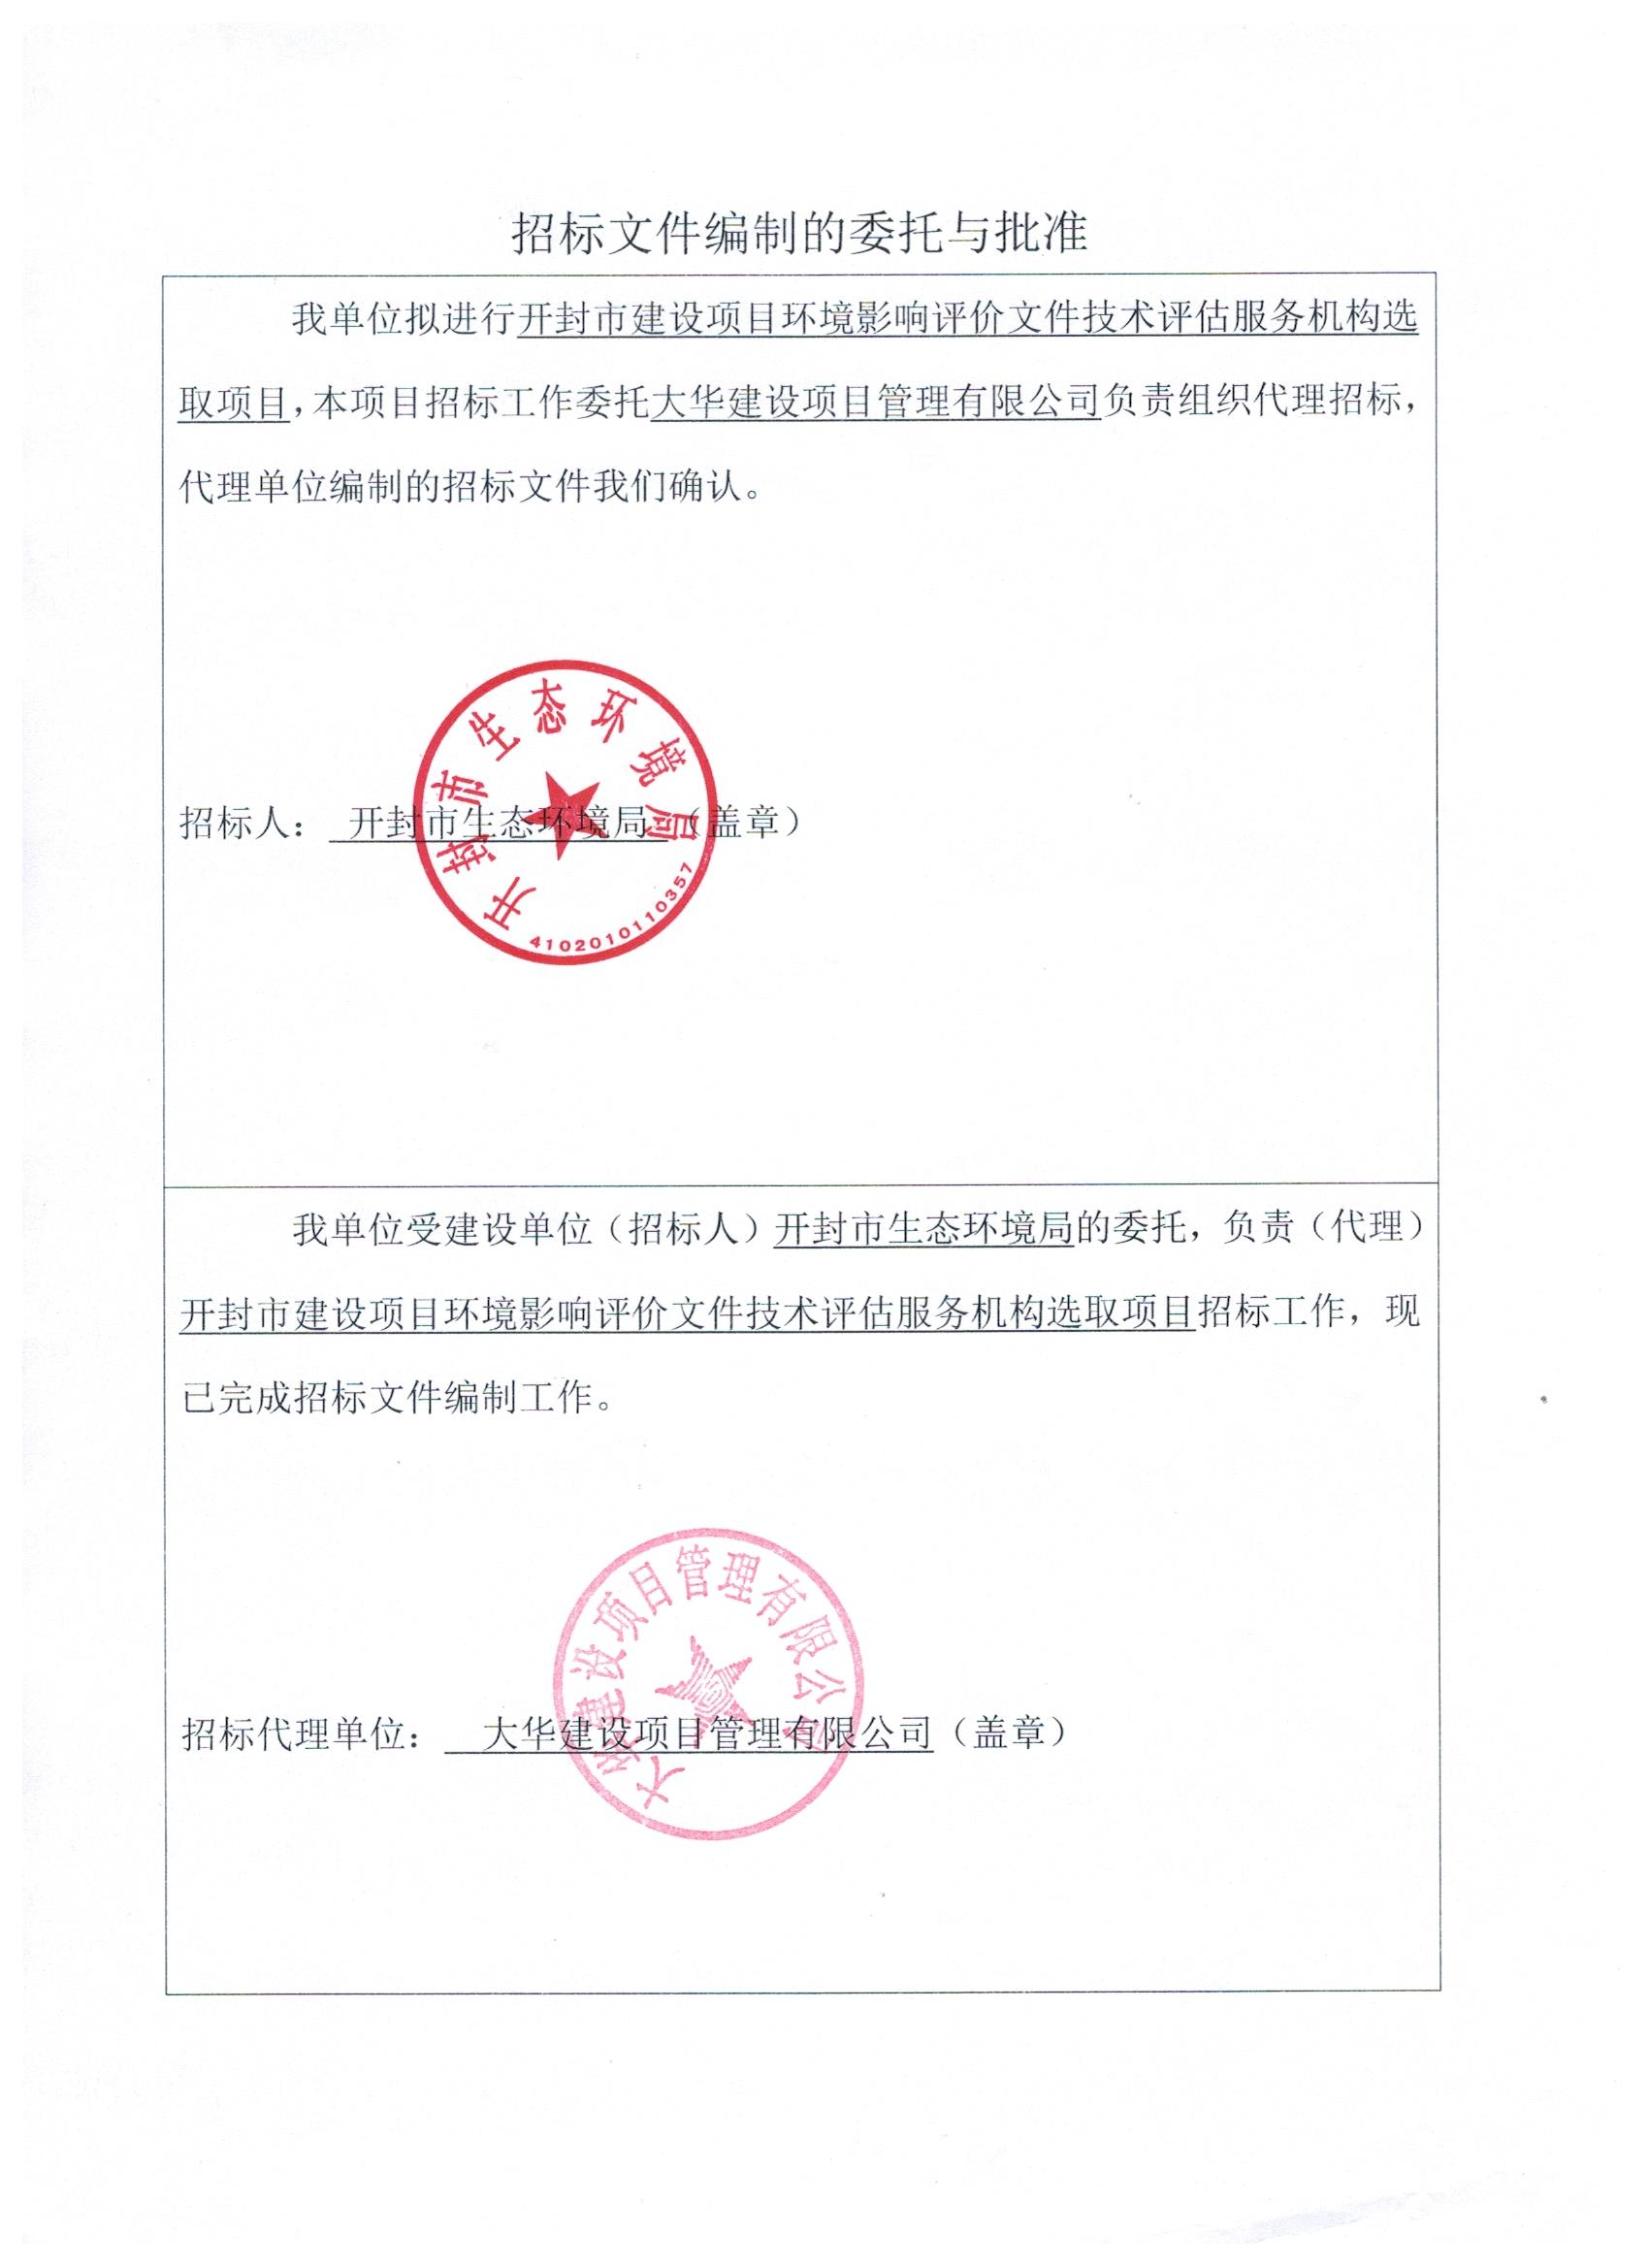 招标文件编制的委托与批准
我单位拟进行开封市建设项目环境影响评价文件技术评估服务机构选
取项目，本项目招标工作委托大华建设项目管理有限公司负责组织代理招标，
代理单位编制的招标文件我们确认。
开封市生态环境局
招标人： 开封市生态环境局 （盖章）
4102010110357
我单位受建设单位（招标人）开封市生态环境局的委托，负责（代理）
开封市建设项目环境影响评价文件技术评估服务机构选取项目招标工作，现
已完成招标文件编制工作。
大华建设项目管理有限公司
招标代理单位： 大华建设项目管理有限公司（盖章）